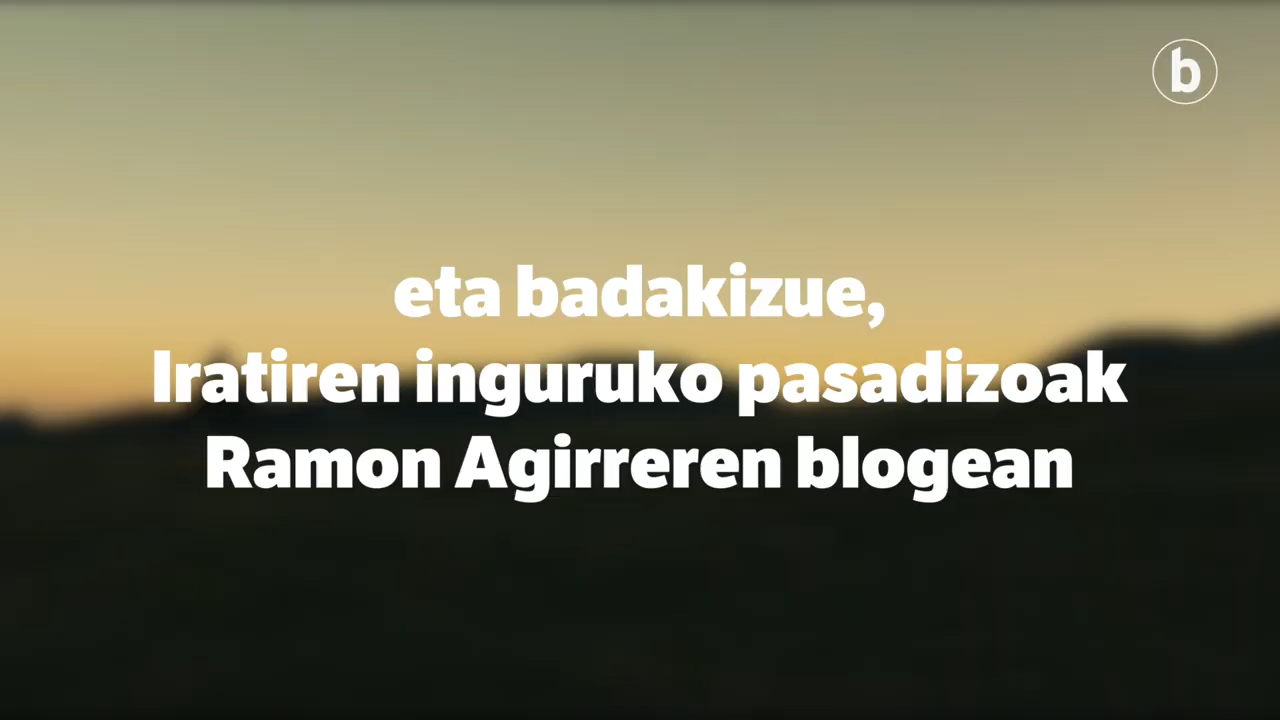 b
eta badakizue,
Iratiren inguruko pasadizoak
Ramon Agirreren blogean